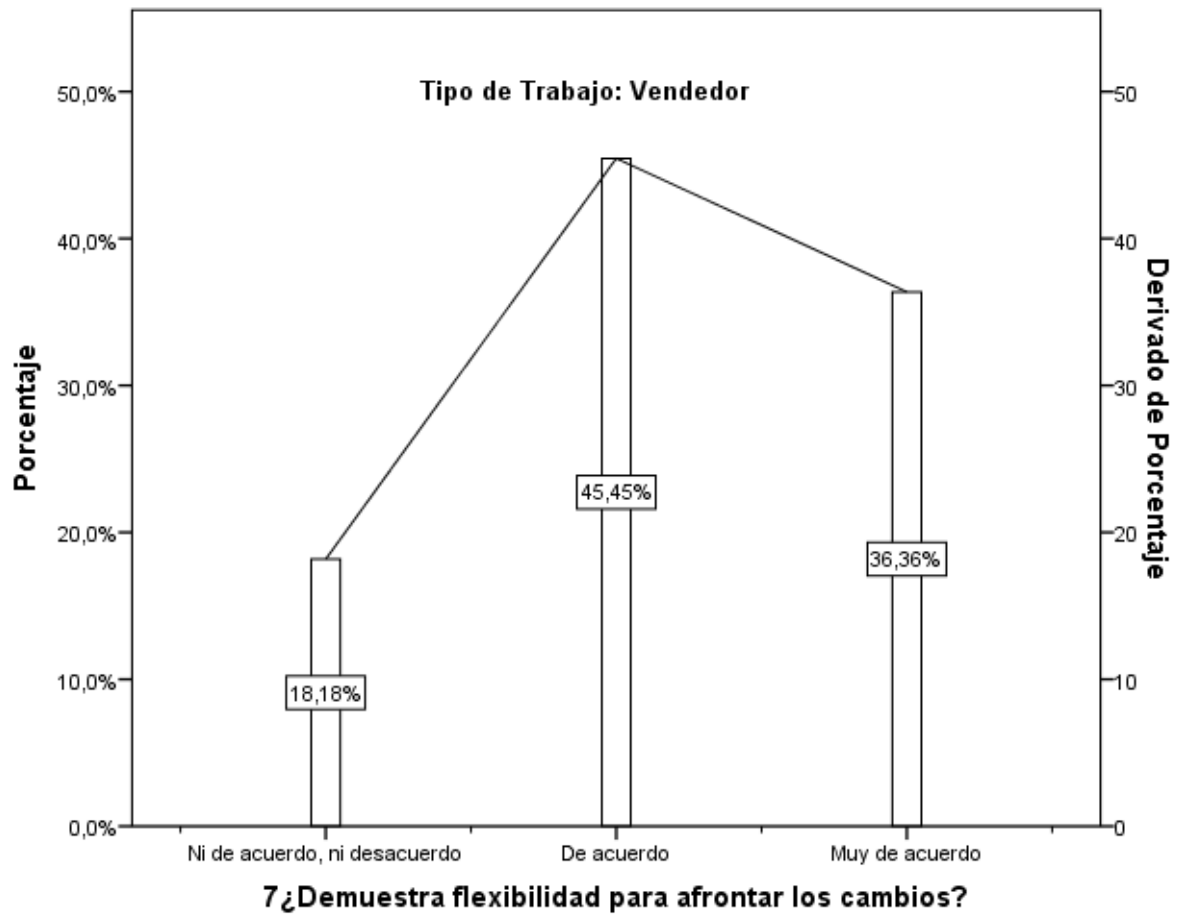 Tipo de Trabajo: Vendedor
Porcentaje
50,0%
40,0%
30,0%
20,0%
10,0%
0,0%
18,18%
45,45%
36,36%
50
40
30
20
10
0
Derivado de Porcentaje
Ni de acuerdo, ni desacuerdo
De acuerdo
Muy de acuerdo
7¿Demuestra flexibilidad para afrontar los cambios?